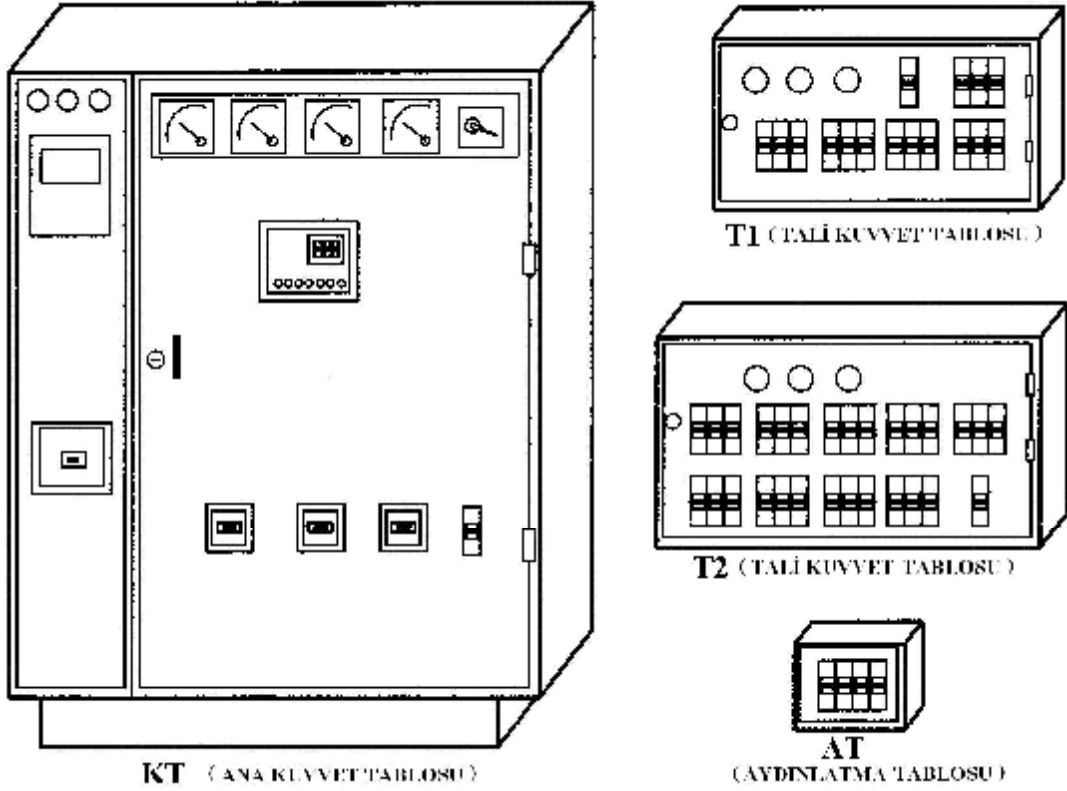 T1 (TALİ KUVVET TABLOSU)
T2 (TALİ KUVVET TABLOSU)
AT
(AYDINLATMA TABLOSU)
KT (ANA KUVVET TABLOSU)